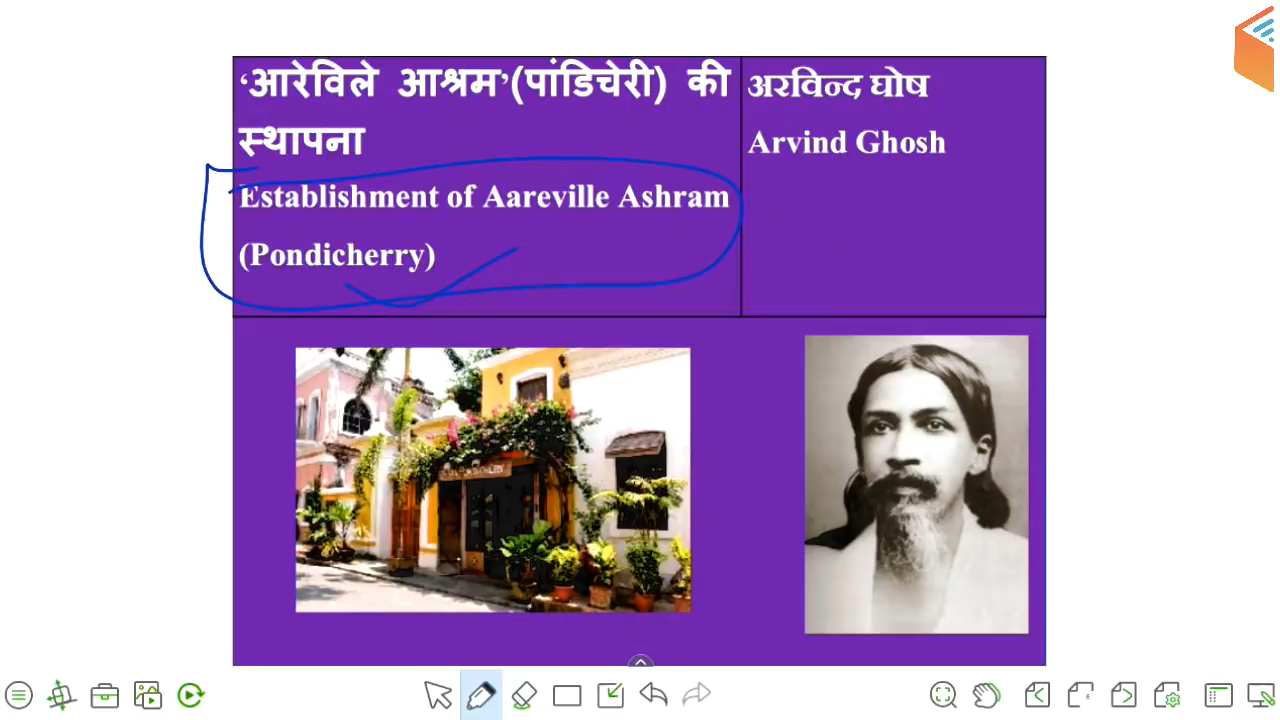 ‘आरेविले आश्रम’(पांडिचेरी) की
स्थापना
Establishment of Aareville Ashram
(Pondicherry)
अरविन्द घोष
Arvind Ghosh